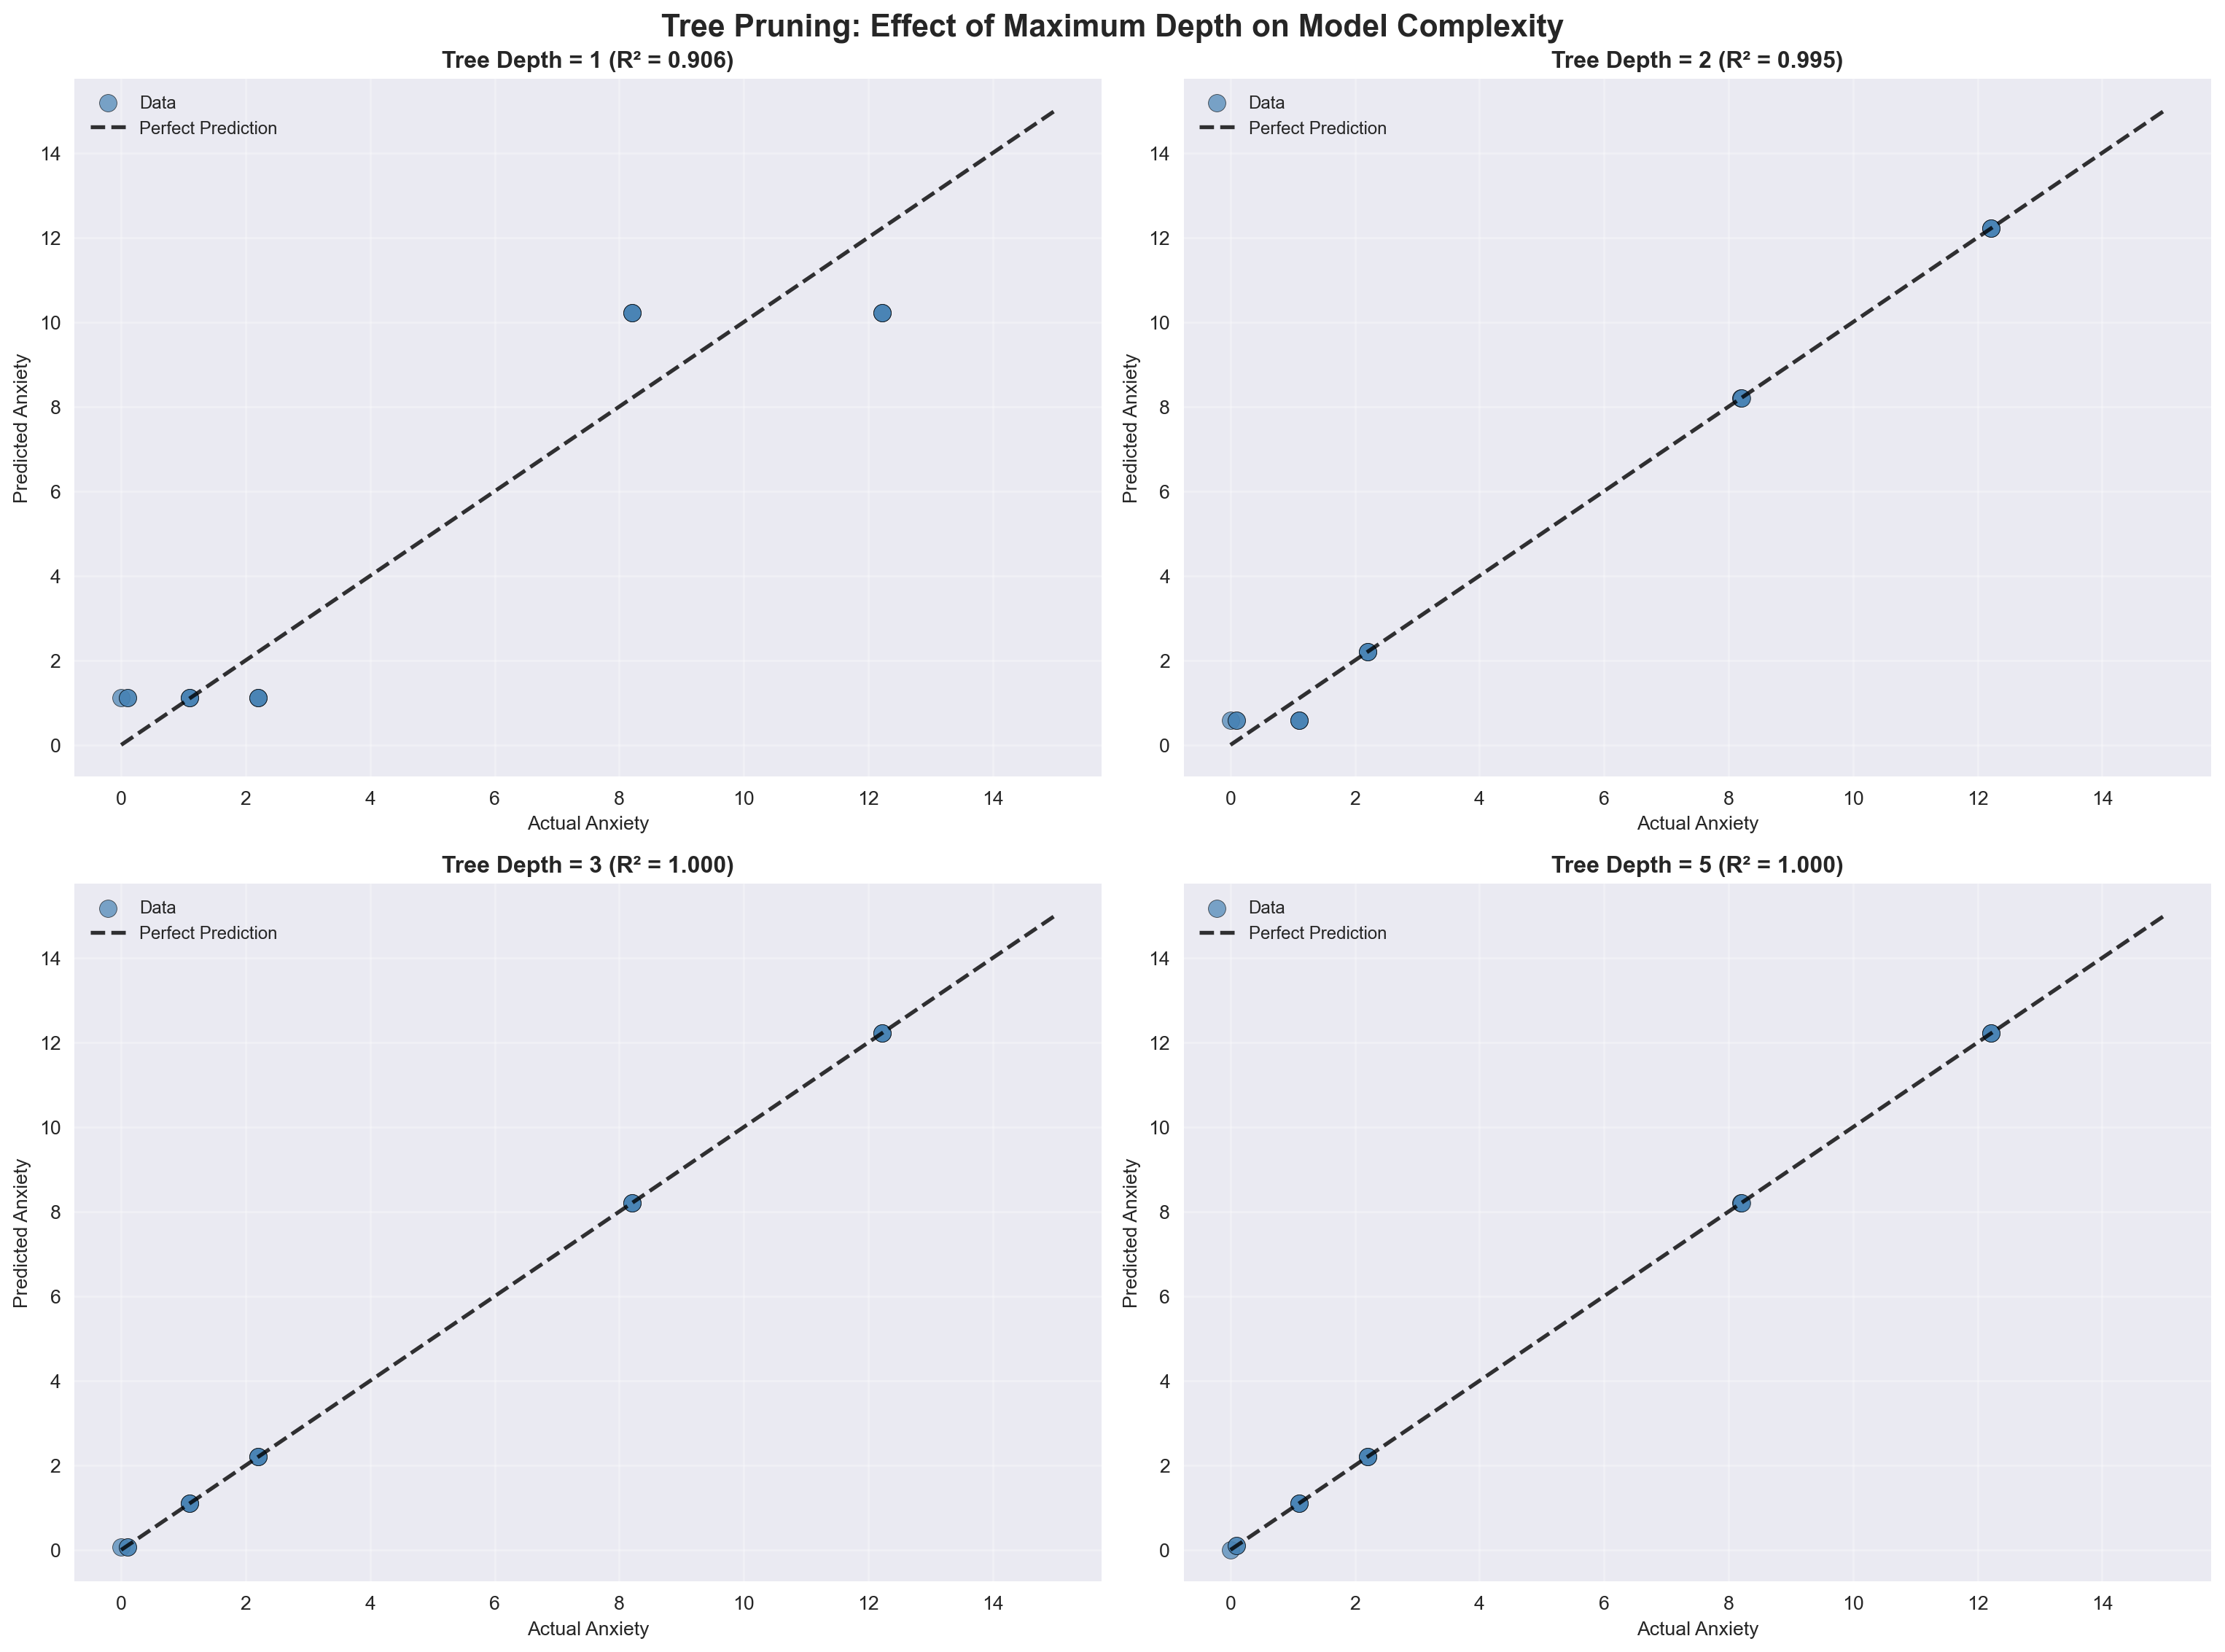 Tree Pruning: Effect of Maximum Depth on Model Complexity
Tree Depth = 1 (R² = 0.906)
Data
Perfect Prediction
14
12
10
8
6
4
2
0
Predicted Anxiety
0 2 4 6 8 10 12 14
Actual Anxiety
Tree Depth = 2 (R² = 0.995)
Data
Perfect Prediction
14
12
10
8
6
4
2
0
Predicted Anxiety
0 2 4 6 8 10 12 14
Actual Anxiety
Tree Depth = 3 (R² = 1.000)
Data
Perfect Prediction
14
12
10
8
6
4
2
0
Predicted Anxiety
0 2 4 6 8 10 12 14
Actual Anxiety
Tree Depth = 5 (R² = 1.000)
Data
Perfect Prediction
14
12
10
8
6
4
2
0
Predicted Anxiety
0 2 4 6 8 10 12 14
Actual Anxiety